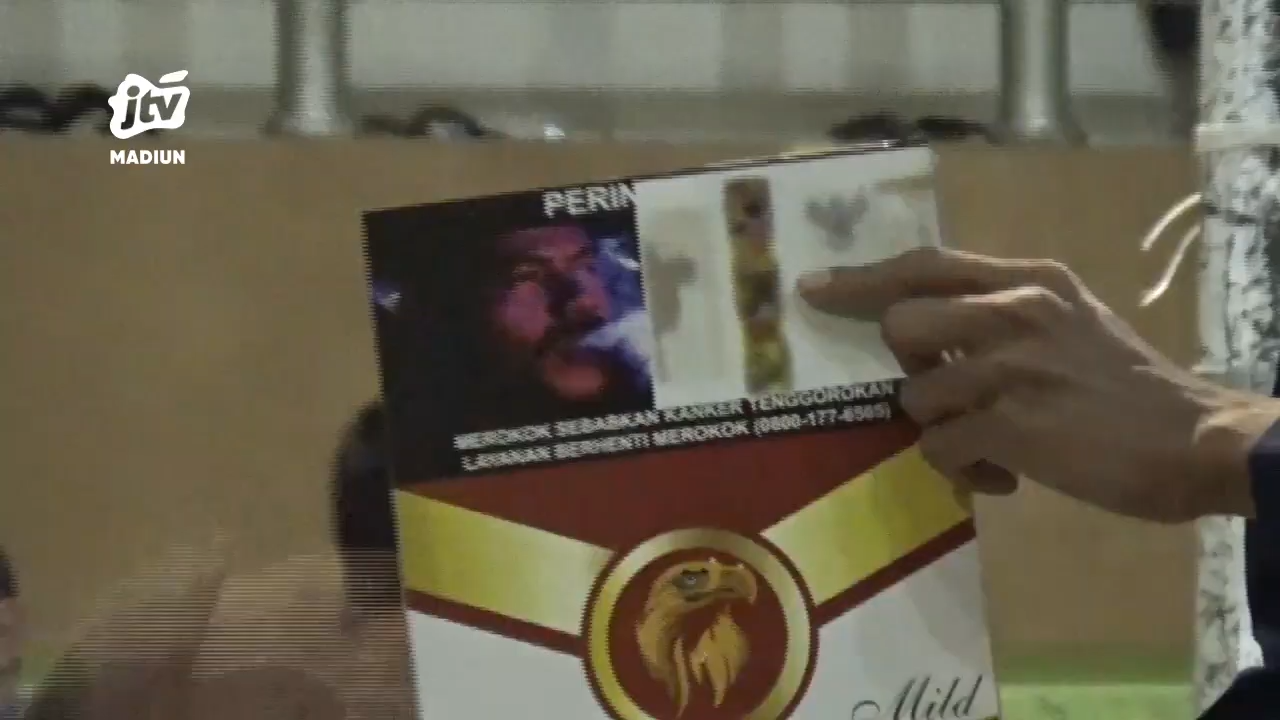 jtv
MADIUN
PERIN
MEROKOK SEBABKAN KANKER TENGGOROKAN
LAYANAN BERHENTI MEROKOK (0800-177-6565)
Mild